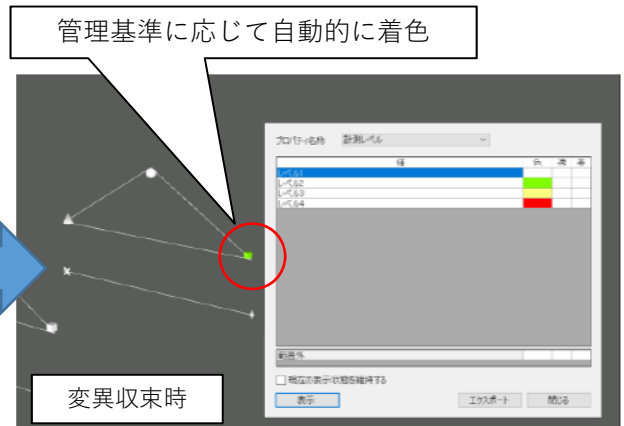 管理基準に応じて自動的に着色
プロパティ名称 計測レベル
値 色 透 幸
レベル1
レベル2
レベル3
レベル4
範囲外
現在の表示状態を維持する
表示 エクスポート 閉じる
変異収束時